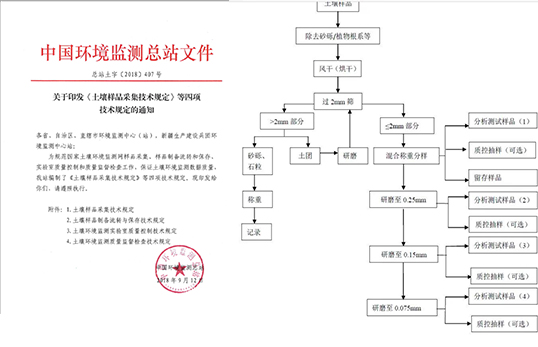 中国环境监测总站文件
总站土字〔2018〕407号
关于印发《土壤样品采集技术规定》等四项
技术规定的通知
各省、自治区、直辖市环境监测中心（站），新疆生产建设兵团环
境监测中心站：
为规范国家土壤环境监测网样品采集、样品制备流转和保存、
实验室质量控制和质量监督检查工作，保证土壤环境监测数据质量，
我站编制了《土壤样品采集技术规定》等四项技术规定。现印发给
你们，请遵照执行。
附件：1.土壤样品采集技术规定
2.土壤样品制备流转与保存技术规定
3.土壤环境监测实验室质量控制技术规定
4.土壤环境监测质量监督检查技术规定
中国环境监测总站
2018年9月12日
土壤样品
除去砂砾/植物根系等
风干（烘干）
过2mm筛
>2mm部分
≤2mm部分
砂砾、
石粒
土团
研磨
称重
记录
混合称重分样
分析测试样品（1）
质控抽样（可选）
留存样品
研磨至0.25mm
分析测试样品（2）
质控抽样（可选）
研磨至0.15mm
分析测试样品（3）
质控抽样（可选）
研磨至0.075mm
分析测试样品（4）
质控抽样（可选）